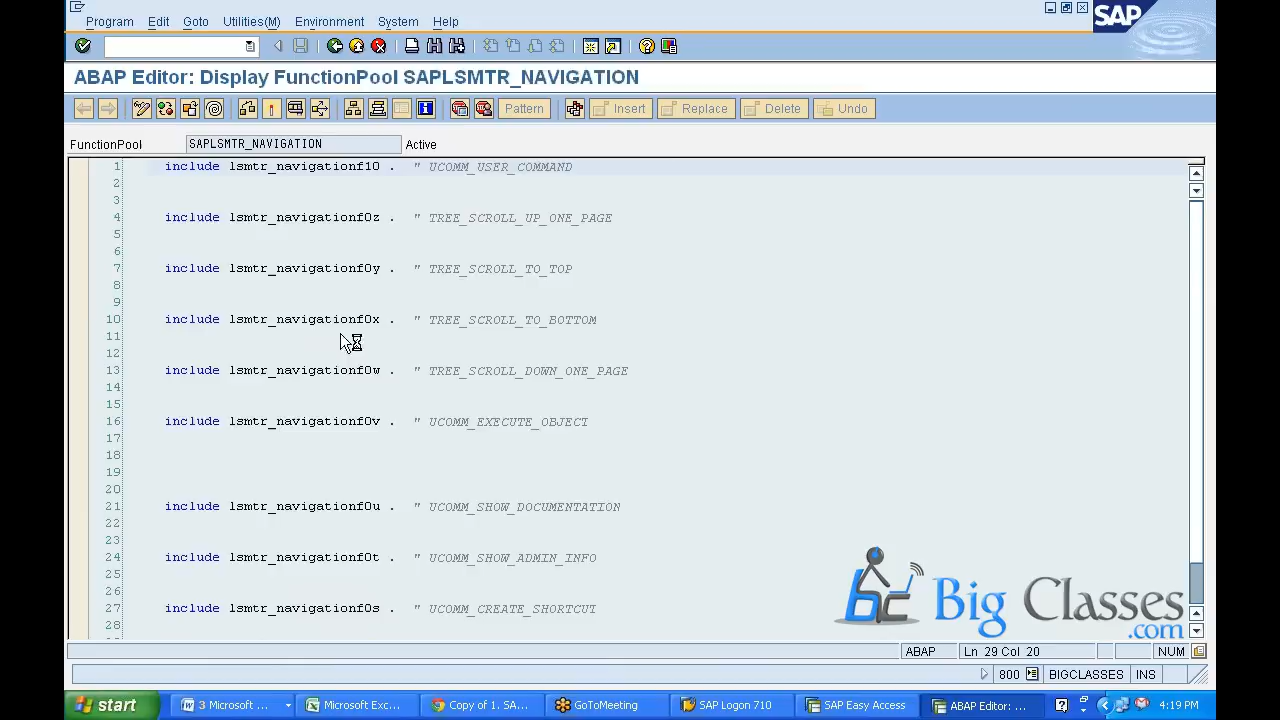 Program Edit Goto Utilities(M) Environment System Help
SAP
ABAP Editor: Display FunctionPool SAPLSMTR_NAVIGATION
Pattern Insert Replace Delete Undo
FunctionPool SAPLSMTR_NAVIGATION Active
1 include lsmtr_navigationf10 . " UCOMM_USER_COMMAND
2
3
4 include lsmtr_navigationf0z . " TREE_SCROLL_UP_ONE_PAGE
5
6
7 include lsmtr_navigationf0y . " TREE_SCROLL_TO_TOP
8
9
10 include lsmtr_navigationf0x . " TREE_SCROLL_TO_BOTTOM
11
12
13 include lsmtr_navigationf0w . " TREE_SCROLL_DOWN_ONE_PAGE
14
15
16 include lsmtr_navigationf0v . " UCOMM_EXECUTE_OBJECT
17
18
19
20
21 include lsmtr_navigationf0u . " UCOMM_SHOW_DOCUMENTATION
22
23
24 include lsmtr_navigationf0t . " UCOMM_SHOW_ADMIN_INFO
25
26
27 include lsmtr_navigationf0s . " UCOMM_CREATE_SHORTCUT
28
bc Big Classes
.com
ABAP Ln 29 Col 20 NUM
800 BIGCLASSES INS
start 3 Microsoft ... Microsoft Exc... Copy of 1. SA... GoToMeeting SAP Logon 710 SAP Easy Access ABAP Editor: ... 4:19 PM